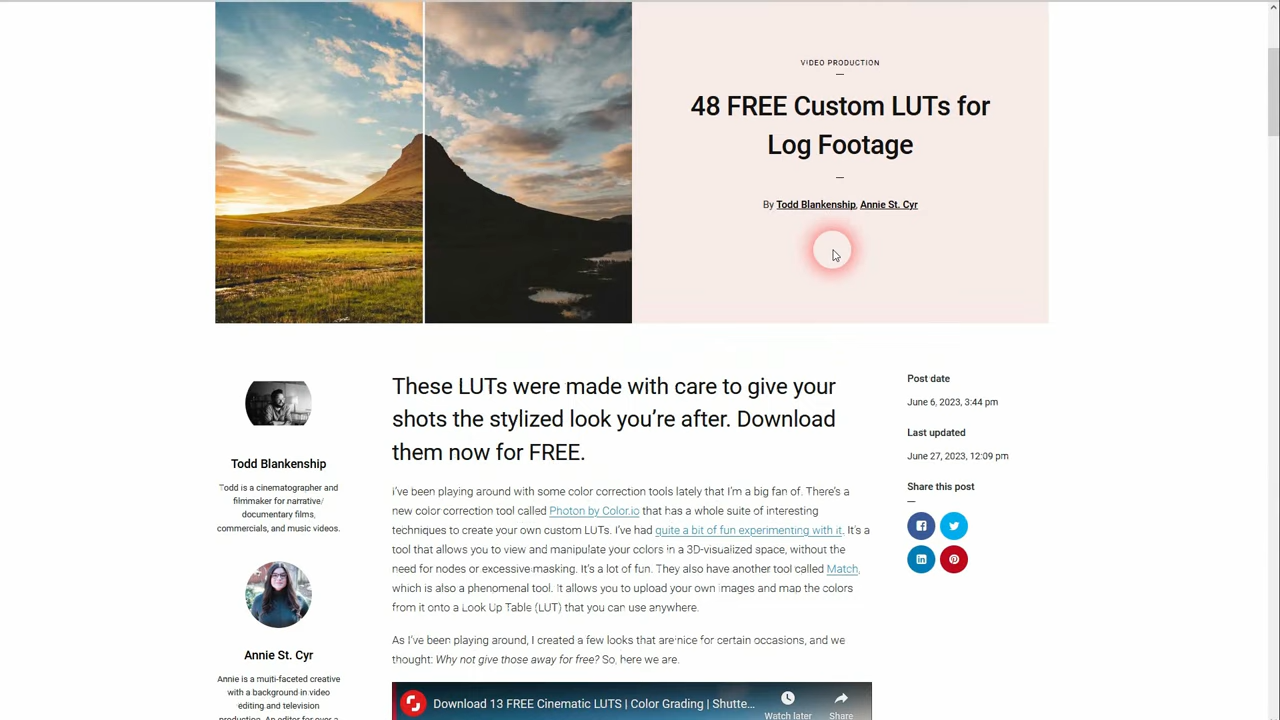 VIDEO PRODUCTION
48 FREE Custom LUTs for
Log Footage
By Todd Blankenship, Annie St. Cyr
Todd Blankenship
Todd is a cinematographer and
filmmaker for narrative/
documentary films,
commercials, and music videos.
Annie St. Cyr
Annie is a multi-faceted creative
with a background in video
editing and television
production. An editor for over a
These LUTs were made with care to give your
shots the stylized look you're after. Download
them now for FREE.
I've been playing around with some color correction tools lately that I'm a big fan of. There's a
new color correction tool called Photon by Color.io that has a whole suite of interesting
techniques to create your own custom LUTs. I've had quite a bit of fun experimenting with it. It's a
tool that allows you to view and manipulate your colors in a 3D-visualized space, without the
need for nodes or excessive masking. It's a lot of fun. They also have another tool called Match,
which is also a phenomenal tool. It allows you to upload your own images and map the colors
from it onto a Look Up Table (LUT) that you can use anywhere.
As I've been playing around, I created a few looks that are nice for certain occasions, and we
thought: Why not give those away for free? So, here we are.
Download 13 FREE Cinematic LUTS | Color Grading | Shutte...
Watch later
Share
Post date
June 6, 2023, 3:44 pm
Last updated
June 27, 2023, 12:09 pm
Share this post